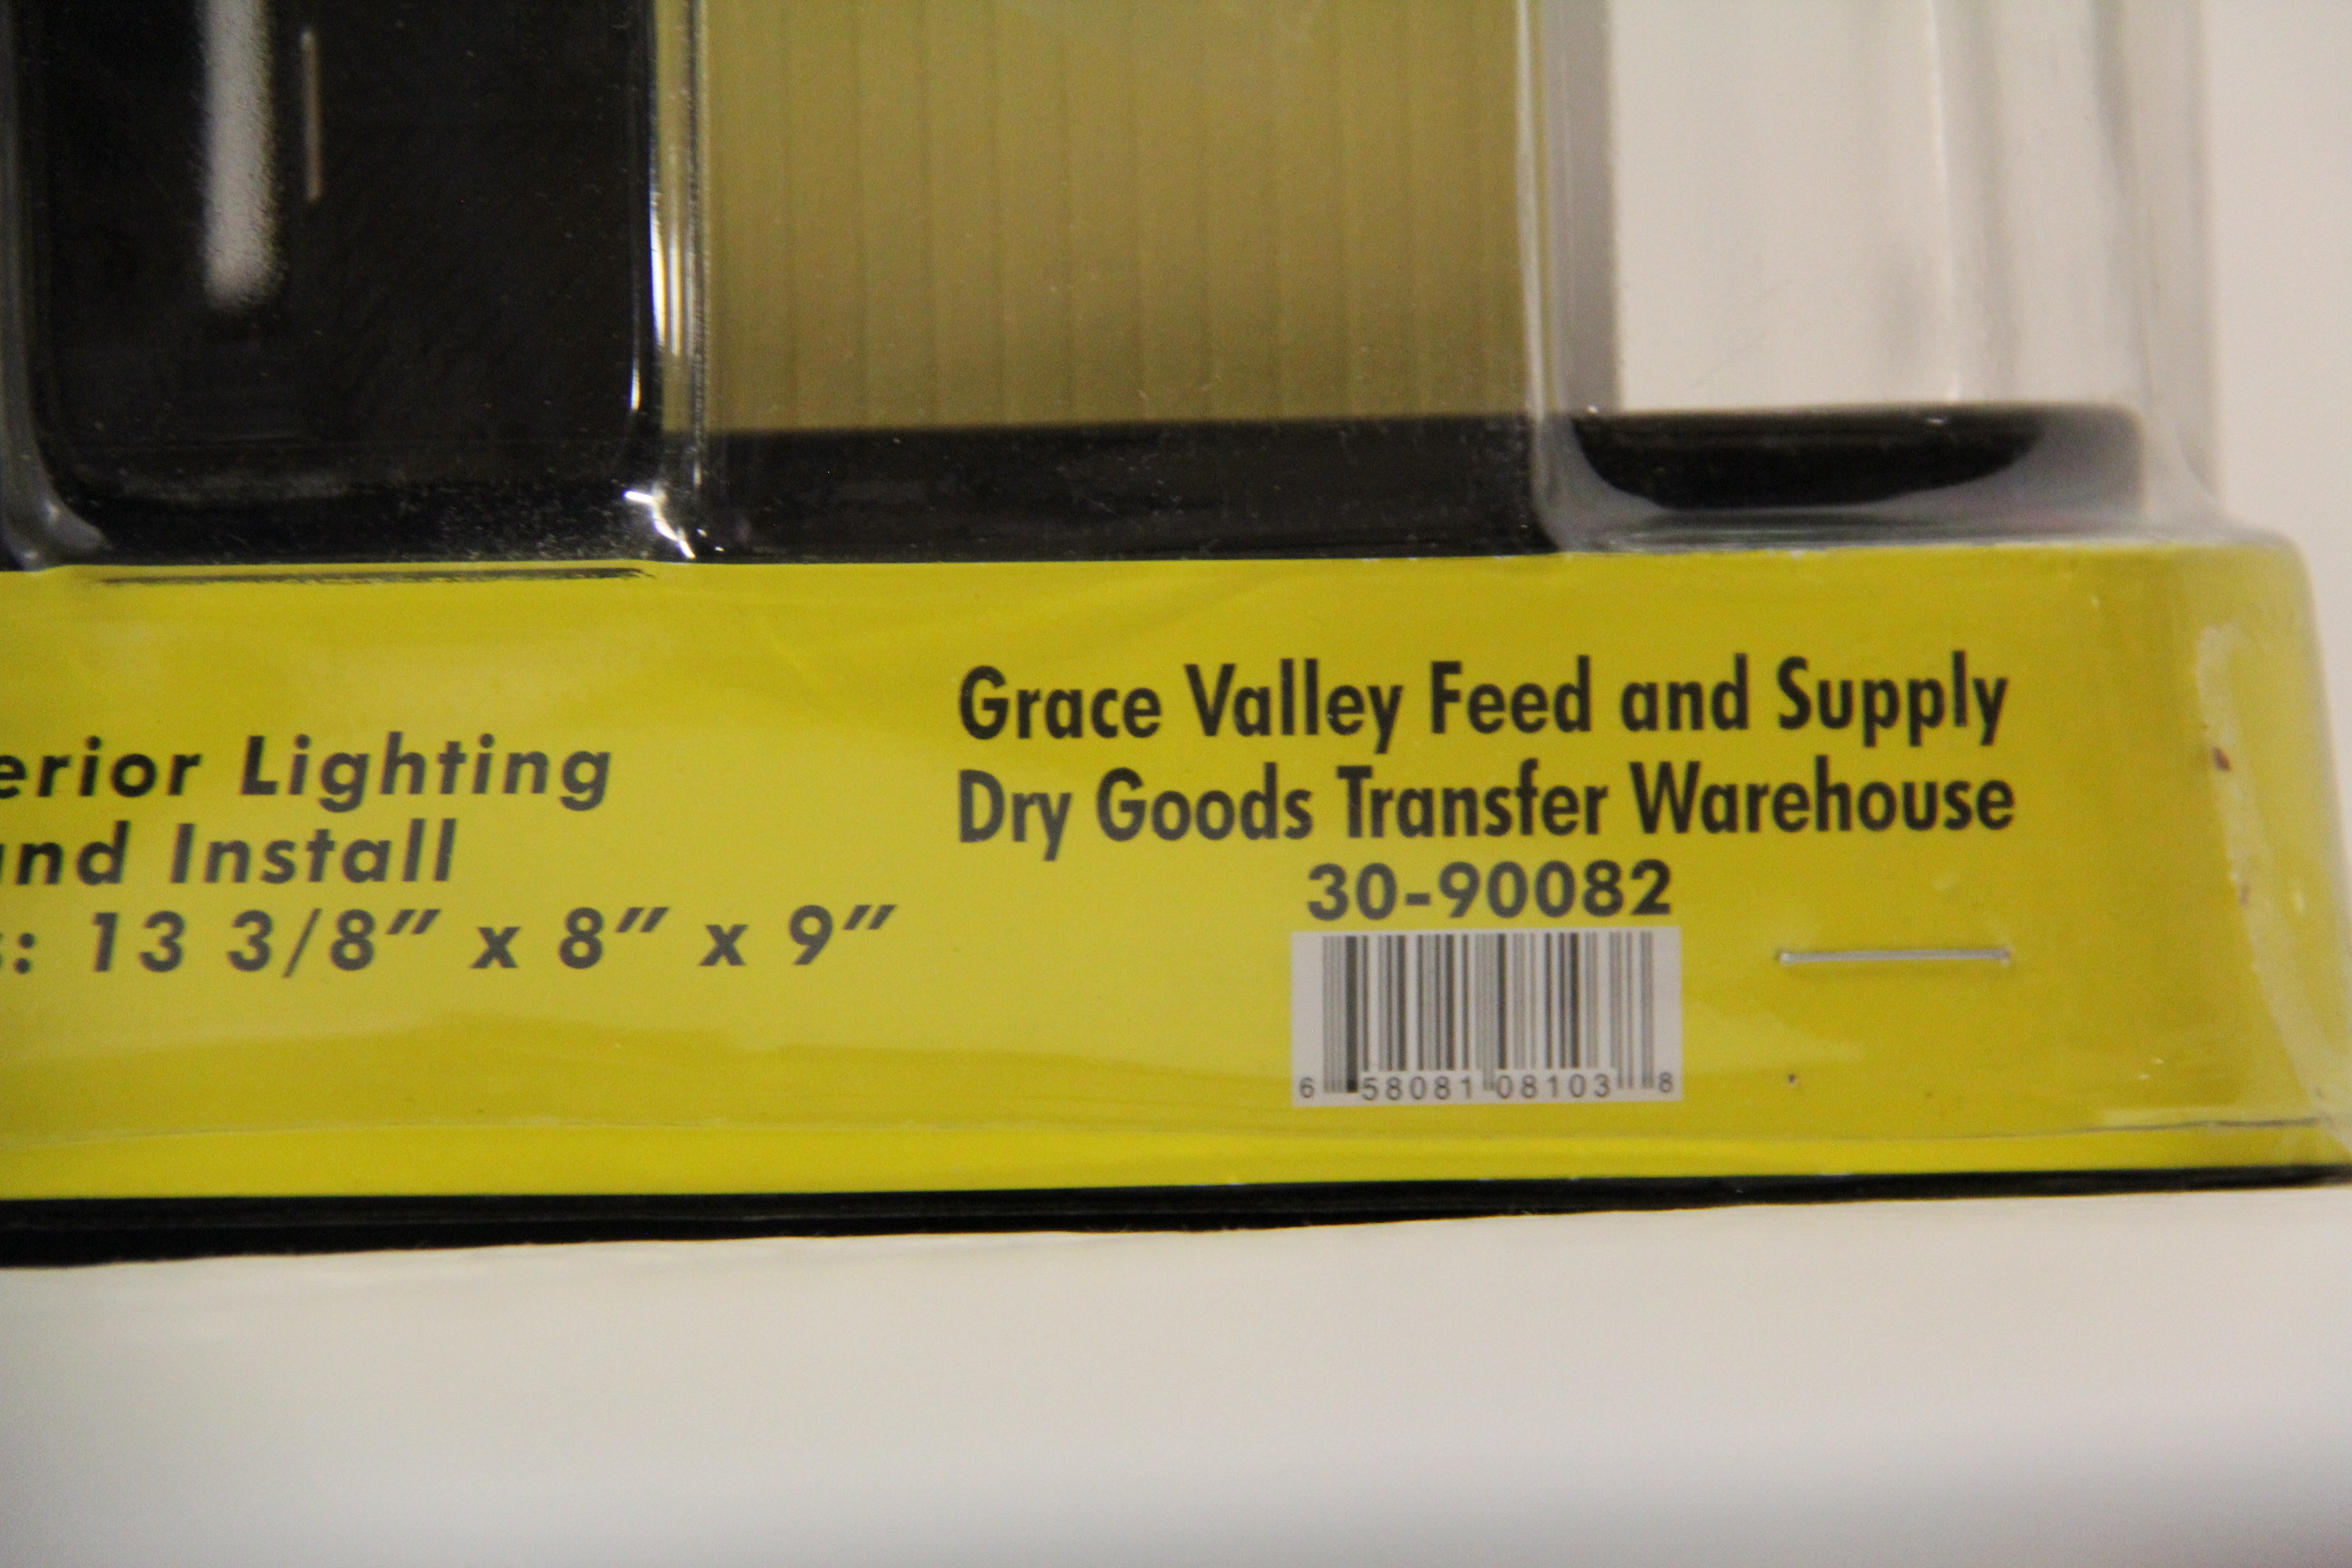 erior Lighting
and Install
s: 13 3/8” x 8” x 9”
Grace Valley Feed and Supply
Dry Goods Transfer Warehouse
30-90082
6 58081 08103 8